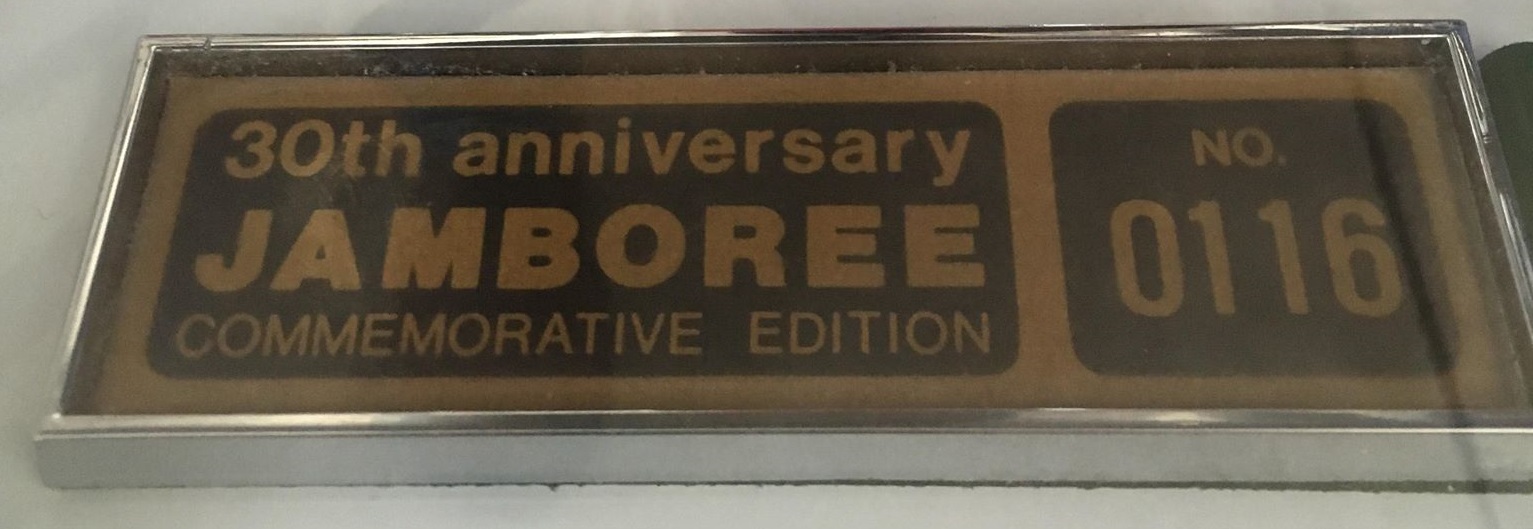 30th anniversary
JAMBOREE
COMMEMORATIVE EDITION
NO.
0116